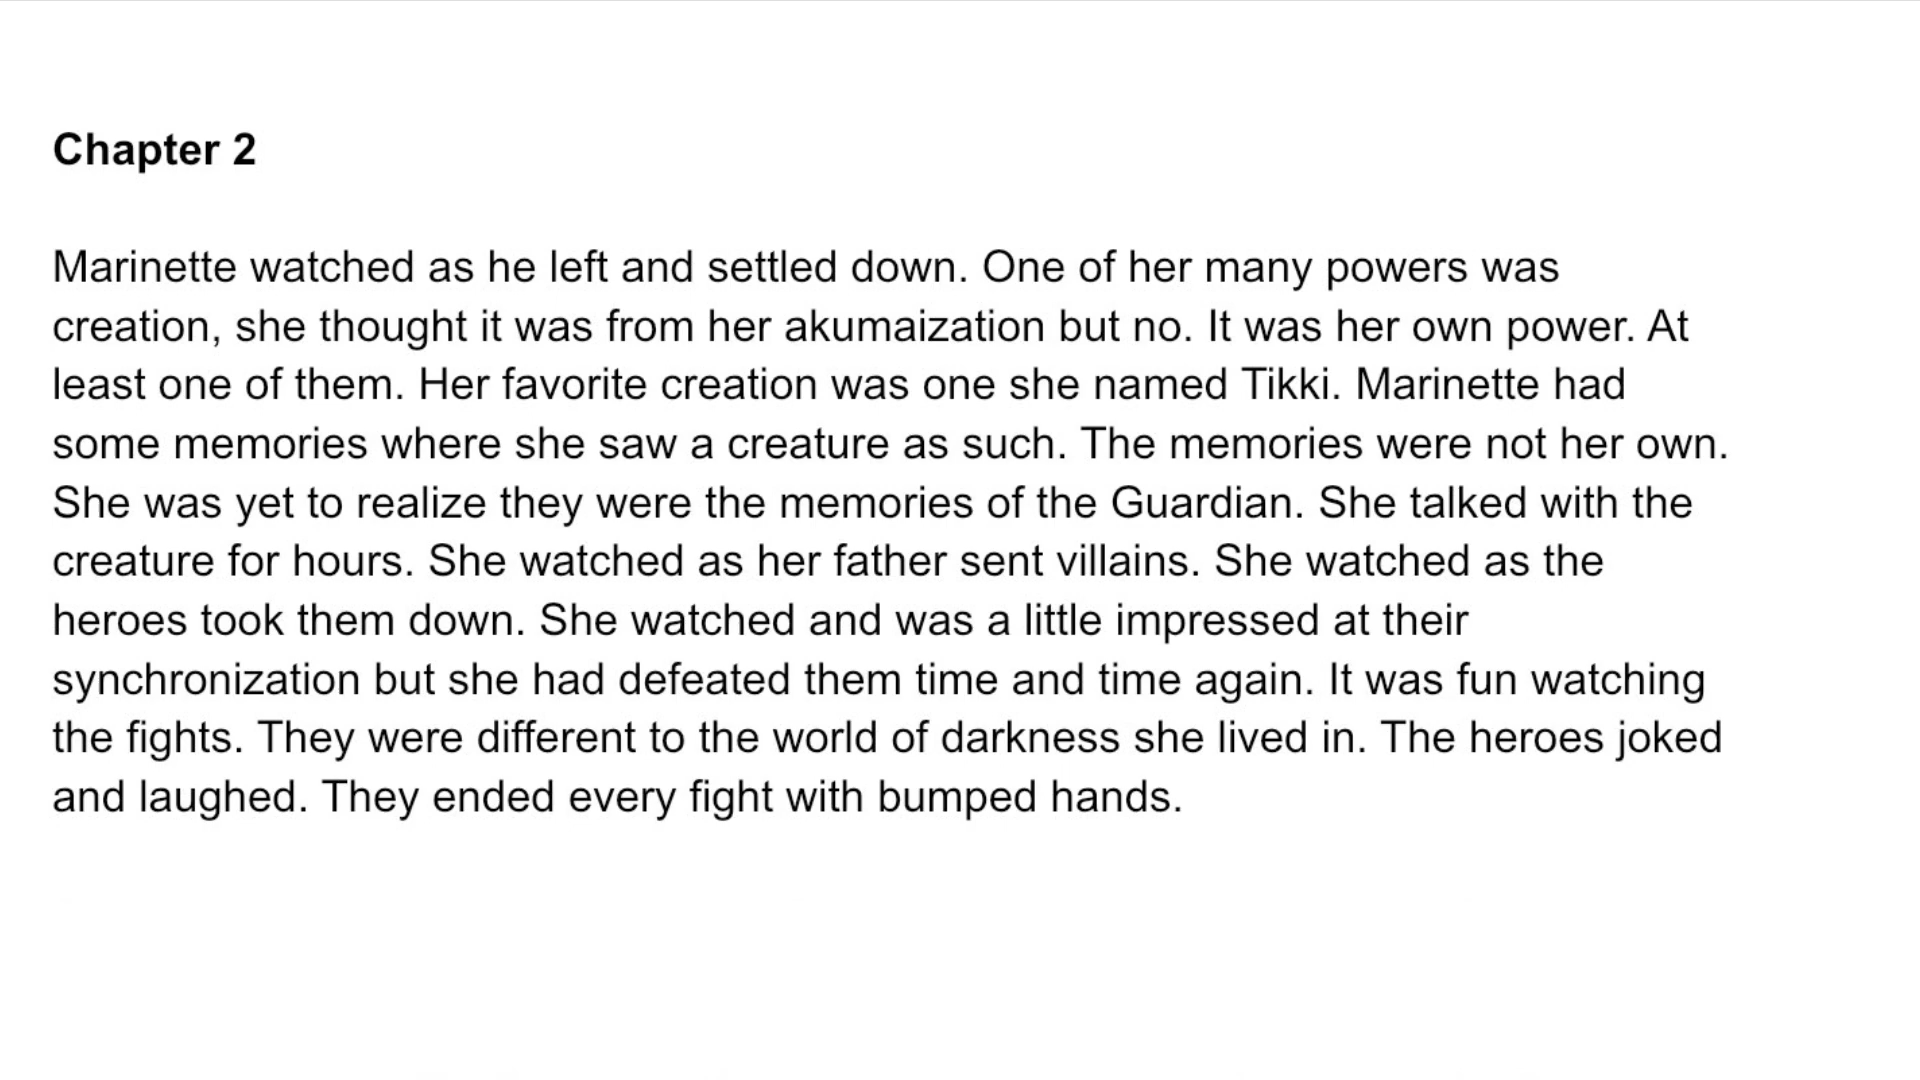 Chapter 2
Marinette watched as he left and settled down. One of her many powers was
creation, she thought it was from her akumaization but no. It was her own power. At
least one of them. Her favorite creation was one she named Tikki. Marinette had
some memories where she saw a creature as such. The memories were not her own.
She was yet to realize they were the memories of the Guardian. She talked with the
creature for hours. She watched as her father sent villains. She watched as the
heroes took them down. She watched and was a little impressed at their
synchronization but she had defeated them time and time again. It was fun watching
the fights. They were different to the world of darkness she lived in. The heroes joked
and laughed. They ended every fight with bumped hands.